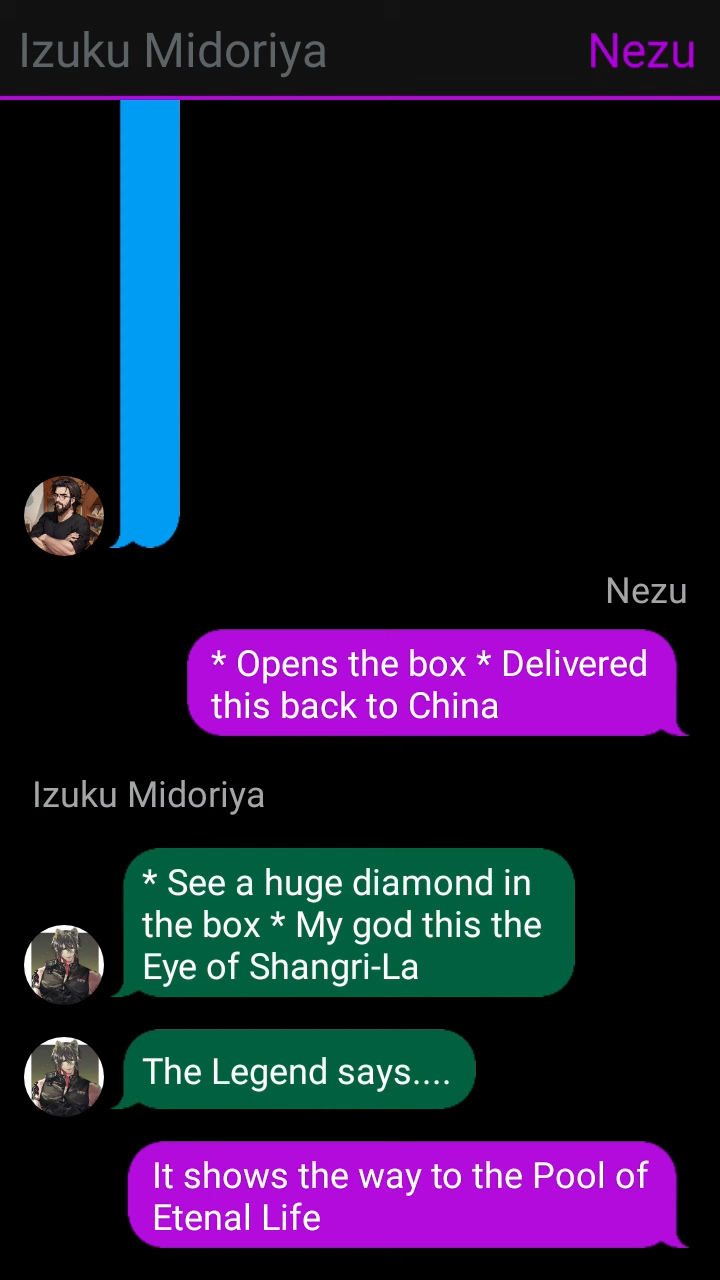 Izuku Midoriya Nezu
Nezu
* Opens the box * Delivered
this back to China
Izuku Midoriya
* See a huge diamond in
the box * My god this the
Eye of Shangri-La
The Legend says....
It shows the way to the Pool of
Etenal Life